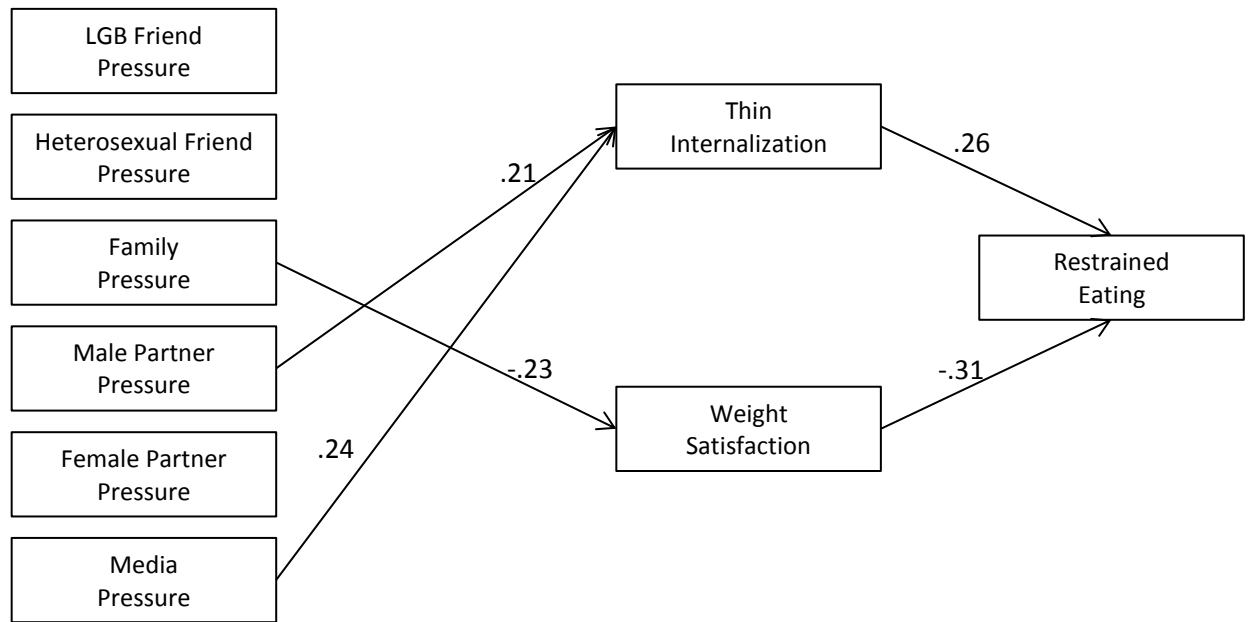 LGB Friend
Pressure
Heterosexual Friend
Pressure
Family
Pressure
Male Partner
Pressure
Female Partner
Pressure
Media
Pressure
.21
-.23
.24
Thin
Internalization
Weight
Satisfaction
.26
-.31
Restrained
Eating